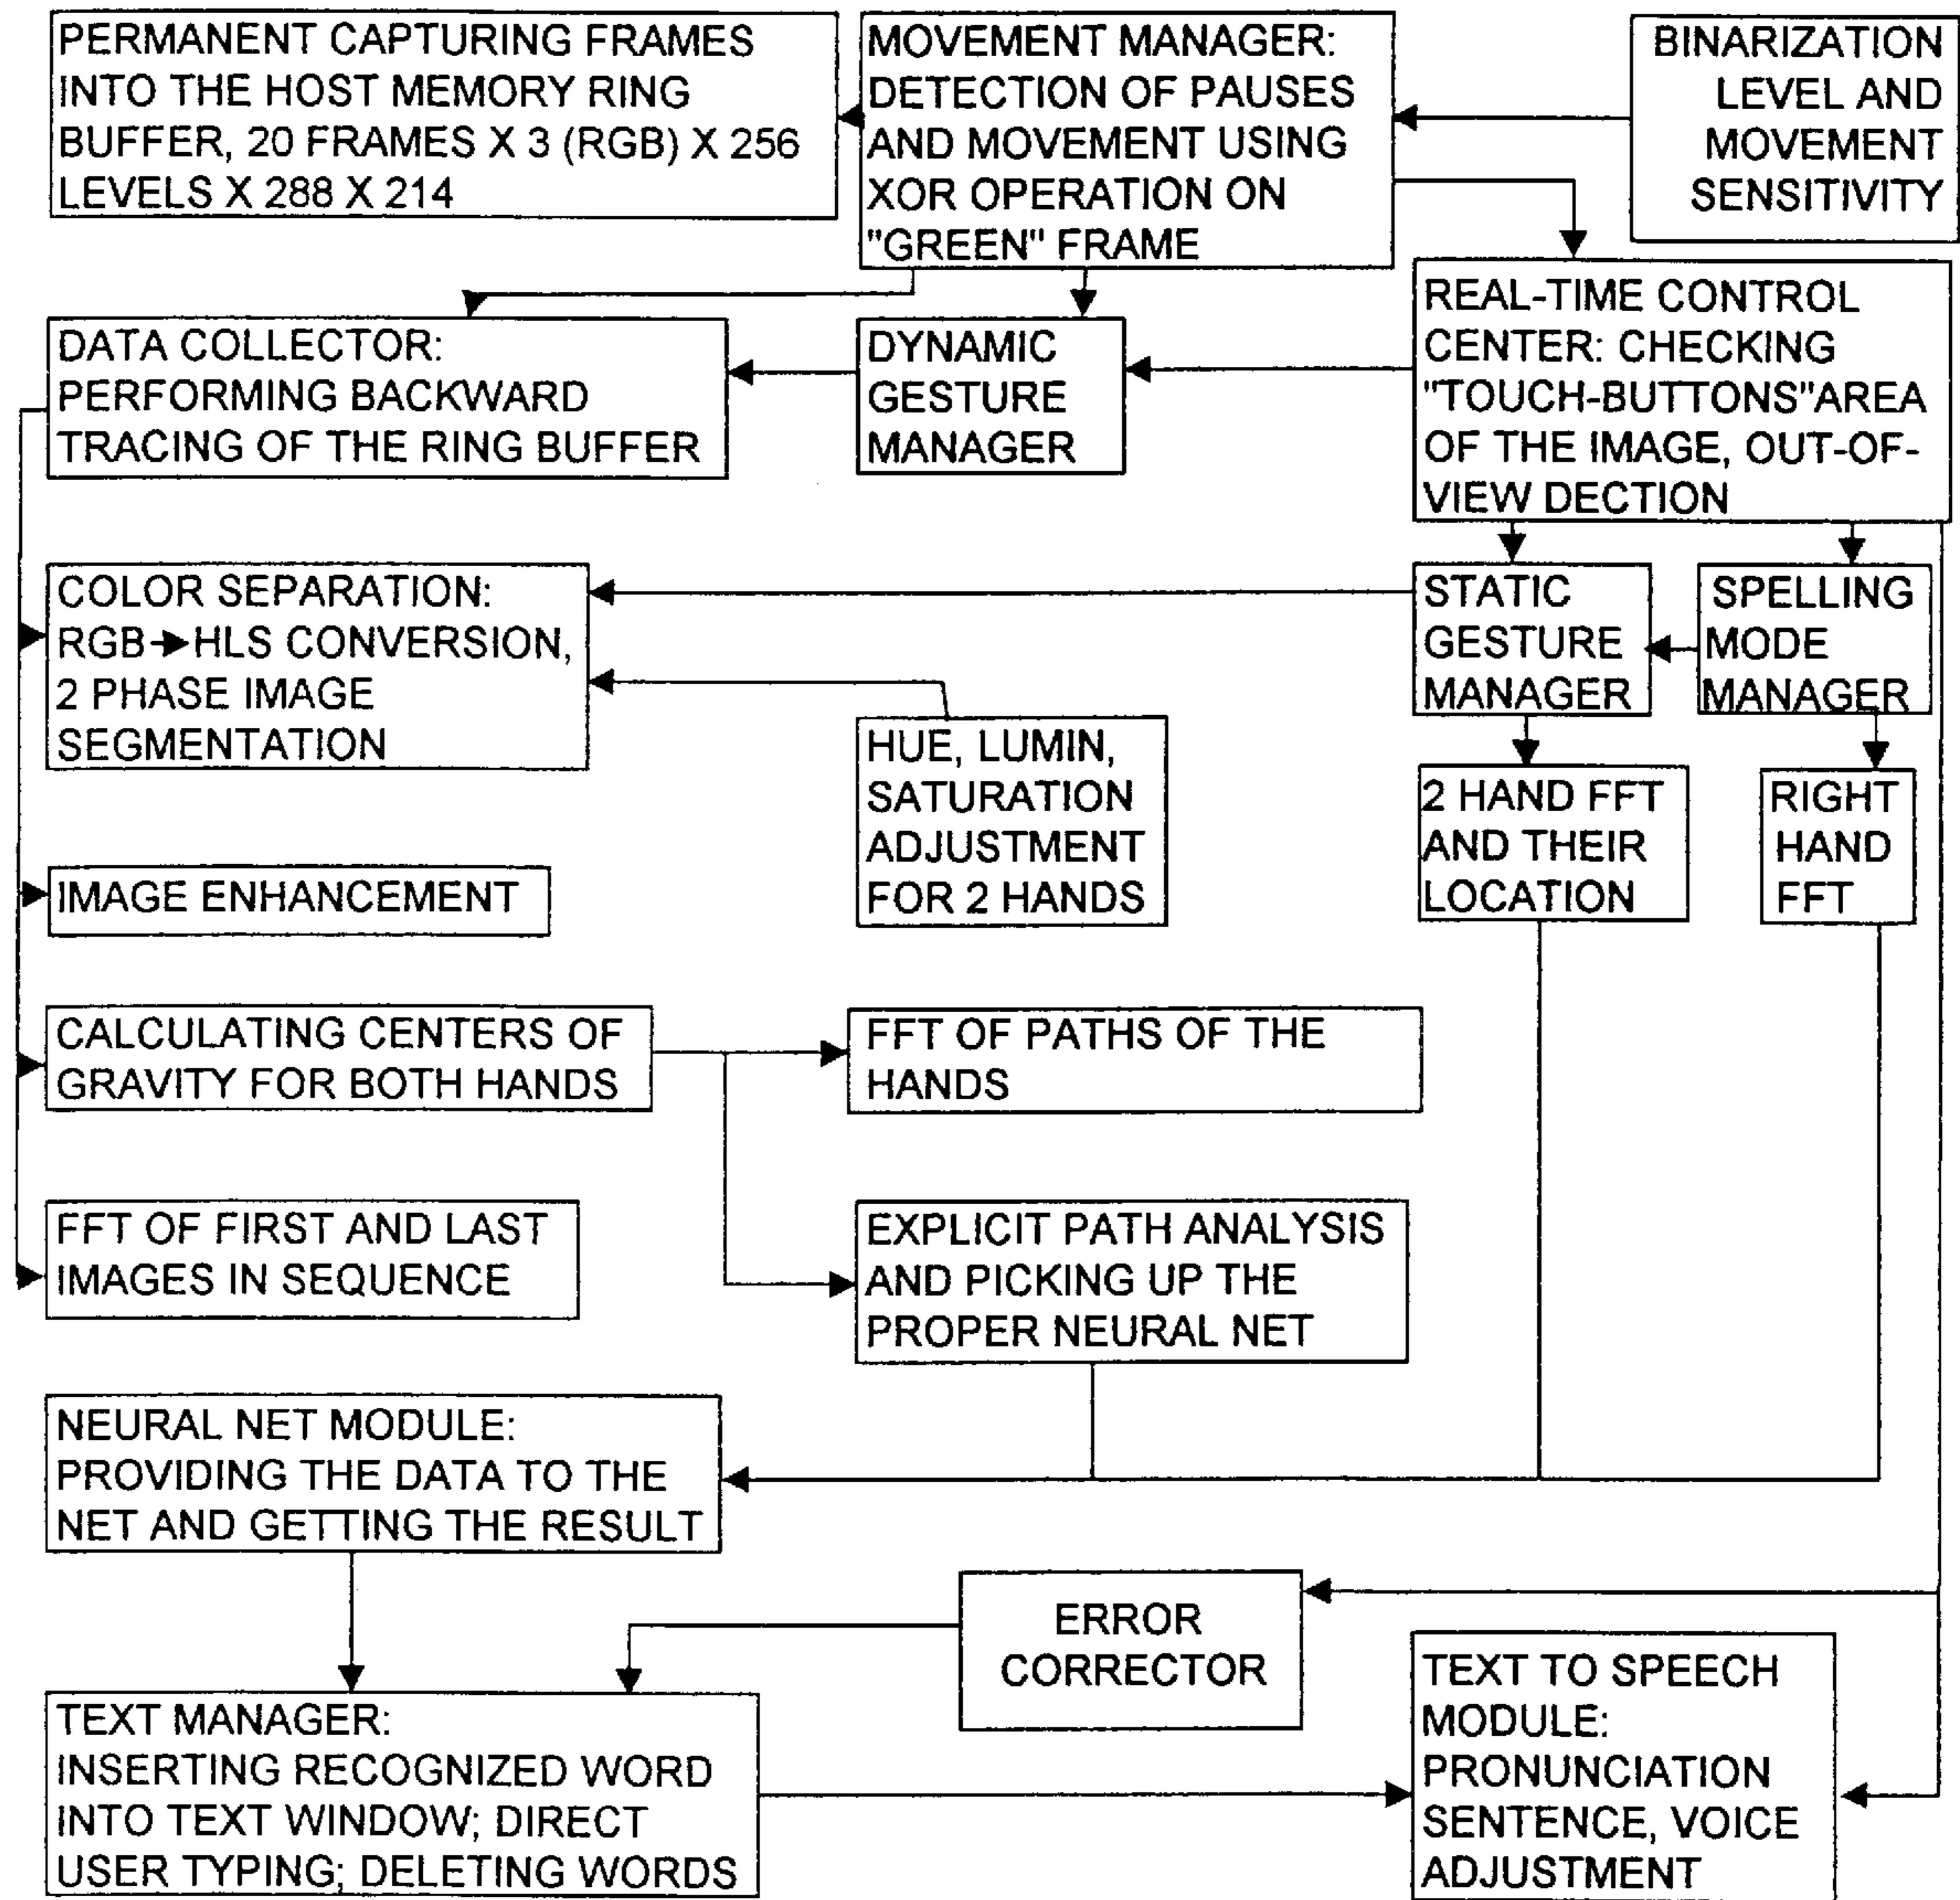 PERMANENT CAPTURING FRAMES
INTO THE HOST MEMORY RING
BUFFER, 20 FRAMES X 3 (RGB) X 256
LEVELS X 288 X 214
MOVEMENT MANAGER:
DETECTION OF PAUSES
AND MOVEMENT USING
XOR OPERATION ON
"GREEN" FRAME
BINARIZATION
LEVEL AND
MOVEMENT
SENSITIVITY
DATA COLLECTOR:
PERFORMING BACKWARD
TRACING OF THE RING BUFFER
DYNAMIC
GESTURE
MANAGER
REAL-TIME CONTROL
CENTER: CHECKING
"TOUCH-BUTTONS"AREA
OF THE IMAGE, OUT-OF-
VIEW DECTION
COLOR SEPARATION:
RGB→HLS CONVERSION,
2 PHASE IMAGE
SEGMENTATION
HUE, LUMIN,
SATURATION
ADJUSTMENT
FOR 2 HANDS
STATIC
GESTURE
MANAGER
SPELLING
MODE
MANAGER
2 HAND FFT
AND THEIR
LOCATION
RIGHT
HAND
FFT
IMAGE ENHANCEMENT
CALCULATING CENTERS OF
GRAVITY FOR BOTH HANDS
FFT OF PATHS OF THE
HANDS
FFT OF FIRST AND LAST
IMAGES IN SEQUENCE
EXPLICIT PATH ANALYSIS
AND PICKING UP THE
PROPER NEURAL NET
NEURAL NET MODULE:
PROVIDING THE DATA TO THE
NET AND GETTING THE RESULT
ERROR
CORRECTOR
TEXT MANAGER:
INSERTING RECOGNIZED WORD
INTO TEXT WINDOW; DIRECT
USER TYPING; DELETING WORDS
TEXT TO SPEECH
MODULE:
PRONUNCIATION
SENTENCE, VOICE
ADJUSTMENT